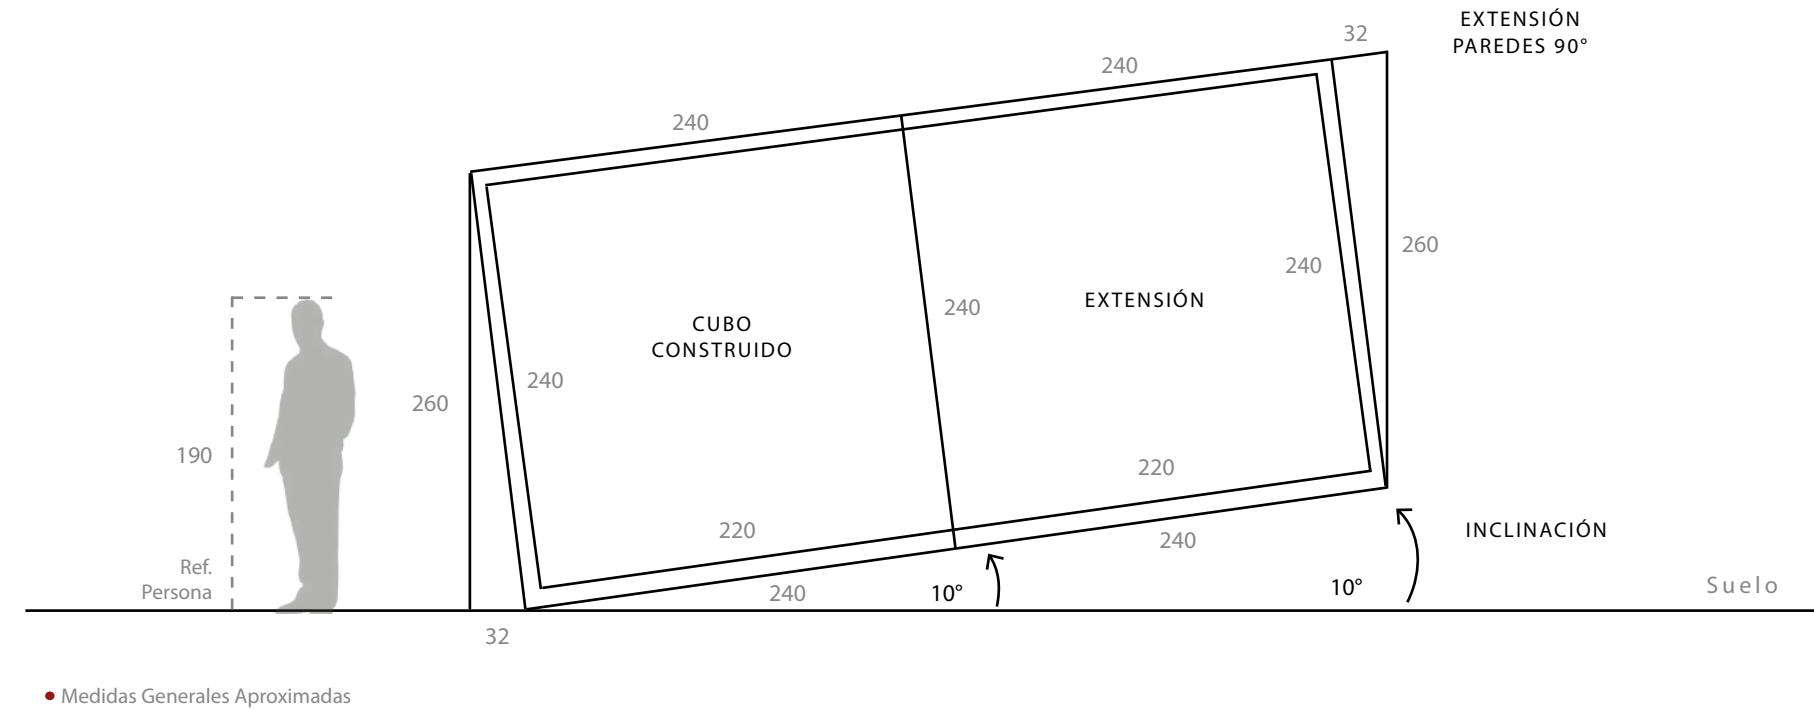 EXTENSIÓN
PAREDES 90°
32
240
240
260
240
240
EXTENSIÓN
CUBO
CONSTRUIDO
240
260
190
220
220
INCLINACIÓN
240
Ref.
Persona
240
10°
10°
Suelo
32
Medidas Generales Aproximadas